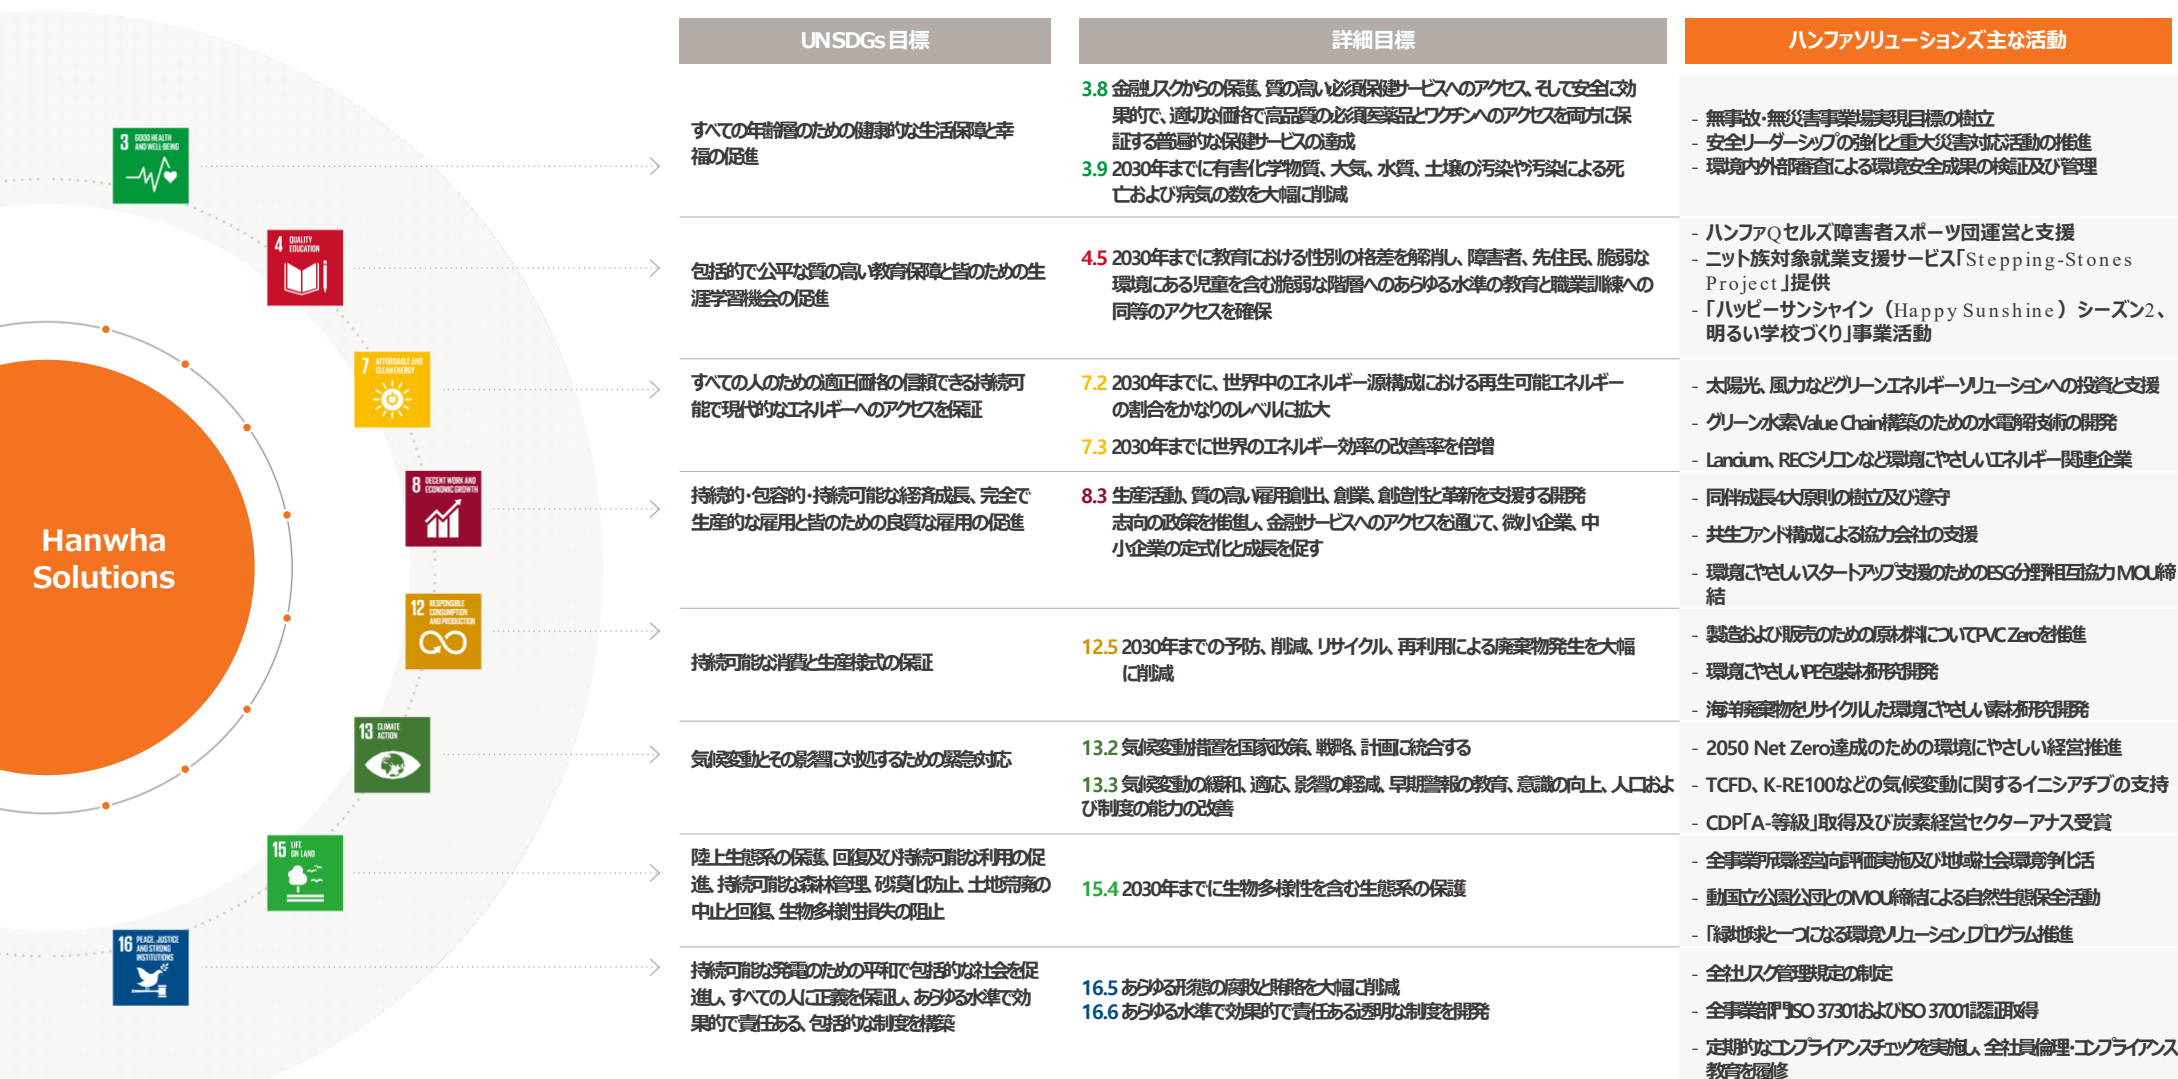 UN SDGs 目標
詳細目標
ハンファソリューションズ主な活動
Hanwha
Solutions
3 GOOD HEALTH
AND WELL-BEING
すべての年齢層のための健康的な生活保障と幸
福の促進
3.8 金融リスクからの保護、質の高い必須保健サービスへのアクセス、そして安全に効
果的で、適切な価格で高品質の必須医薬品とワクチンへのアクセスを両方に保
証する普遍的な保健サービスの達成
3.9 2030年までに有害化学物質、大気、水質、土壌の汚染や汚染による死
亡および病気の数を大幅に削減
- 無事故・無災害事業場実現目標の樹立
- 安全リーダーシップの強化と重大災害対応活動の推進
- 環境内外部審査による環境安全成果の検証及び管理
4 QUALITY
EDUCATION
包括的で公平な質の高い教育保障と皆のための生
涯学習機会の促進
4.5 2030年までに教育における性別の格差を解消し、障害者、先住民、脆弱な
環境にある児童を含む脆弱な階層へのあらゆる水準の教育と職業訓練への
同等のアクセスを確保
- ハンファQセルズ障害者スポーツ団運営と支援
- ニット族対象就業支援サービス「Stepping-Stones
Project」提供
- 「ハッピーサンシャイン（Happy Sunshine）シーズン2、
明るい学校づくり」事業活動
7 AFFORDABLE AND
CLEAN ENERGY
すべての人のための適正価格の信頼できる持続可
能で現代的なエネルギーへのアクセスを保証
7.2 2030年までに、世界中のエネルギー源構成における再生可能エネルギー
の割合をかなりのレベルに拡大
7.3 2030年までに世界のエネルギー効率の改善率を倍増
- 太陽光、風力などグリーンエネルギーソリューションへの投資と支援
- グリーン水素Value Chain構築のための水電解技術の開発
- Lancium、RECシリコンなど環境にやさしいエネルギー関連企業
8 DECENT WORK AND
ECONOMIC GROWTH
持続的・包容的・持続可能な経済成長、完全で
生産的な雇用と皆のための良質な雇用の促進
8.3 生産活動、質の高い雇用創出、創業、創造性と革新を支援する開発
志向の政策を推進し、金融サービスへのアクセスを通じて、微小企業、中
小企業の定式化と成長を促す
- 同伴成長4大原則の樹立及び遵守
- 共生ファンド構成による協力会社の支援
- 環境にやさしいスタートアップ支援のためのESG分野相互協力 MOU締
結
12 RESPONSIBLE
CONSUMPTION
AND PRODUCTION
持続可能な消費と生産様式の保証
12.5 2030年までの予防、削減、リサイクル、再利用による廃棄物発生を大幅
に削減
- 製造および販売のための原材料についてPVC Zeroを推進
- 環境にやさしいPE包装材研究開発
- 海洋廃棄物をリサイクルした環境にやさしい素材研究開発
13 CLIMATE
ACTION
気候変動とその影響に対処するための緊急対応
13.2 気候変動措置を国家政策、戦略、計画に統合する
13.3 気候変動の緩和、適応、影響の軽減、早期警報の教育、意識の向上、人口およ
び制度の能力の改善
- 2050 Net Zero達成のための環境にやさしい経営推進
- TCFD、K-RE100などの気候変動に関するイニシアチブの支持
- CDP「A-等級」取得及び炭素経営セクターアナス受賞
15 LIFE
ON LAND
陸上生態系の保護、回復及び持続可能な利用の促
進、持続可能な森林管理、砂漠化防止、土地荒廃の
中止と回復、生物多様性損失の阻止
15.4 2030年までに生物多様性を含む生態系の保護
- 全事業所環経営向評価実施及び地域社会環境浄化活
- 動国立公園公団とのMOU締結による自然生態保全活動
- 「緑地球と一つになる環境ソリューション」プログラム推進
16 PEACE, JUSTICE
AND STRONG
INSTITUTIONS
持続可能な発電のための平和で包括的な社会を促
進し、すべての人に正義を保証し、あらゆる水準で効
果的で責任ある、包括的な制度を構築
16.5 あらゆる形態の腐敗と賄賂を大幅に削減
16.6 あらゆる水準で効果的で責任ある透明な制度を開発
- 全社リスク管理規定の制定
- 全事業部門ISO 37301およびISO 37001認証取得
- 定期的なコンプライアンスチェックを実施し、全社員倫理・コンプライアンス
教育を履修